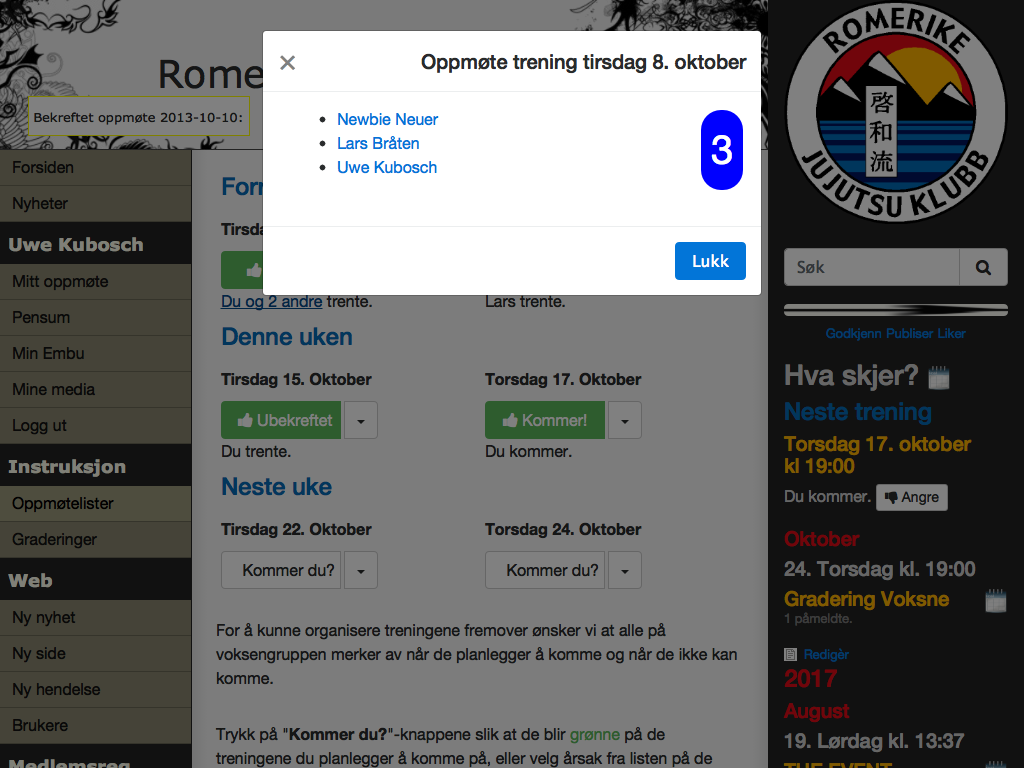 Rome
Bekreftet oppmøte 2013-10-10:
Forsiden
Nyheter
Uwe Kubosch
Mitt oppmøte
Pensum
Min Embu
Mine media
Logg ut
Instruksjon
Oppmøtelister
Graderinger
Web
Ny nyhet
Ny side
Ny hendelse
Brukere
Medlemsreg
×
Oppmøte trening tirsdag 8. oktober
Newbie Neuer
Lars Bråten
Uwe Kubosch
3
Lukk
Du og 2 andre trente.
Lars trente.
Denne uken
Tirsdag 15. Oktober
Torsdag 17. Oktober
Ubekreftet
Kommer!
Du trente.
Du kommer.
Neste uke
Tirsdag 22. Oktober
Torsdag 24. Oktober
Kommer du?
Kommer du?
For å kunne organisere treningene fremover ønsker vi at alle på
voksengruppen merker av når de planlegger å komme og når de ikke kan
komme.
Trykk på "Kommer du?"-knappene slik at de blir grønne på de
treningene du planlegger å komme på, eller velg årsak fra listen på de
ROMERIKE
啓和流
JUJUTSU KLUBB
Søk
Godkjenn Publiser Liker
Hva skjer?
Neste trening
Torsdag 17. oktober
kl 19:00
Du kommer. Angre
Oktober
24. Torsdag kl. 19:00
Gradering Voksne
1 påmeldte.
Redigèr
2017
August
19. Lørdag kl. 13:37
THE EVENT